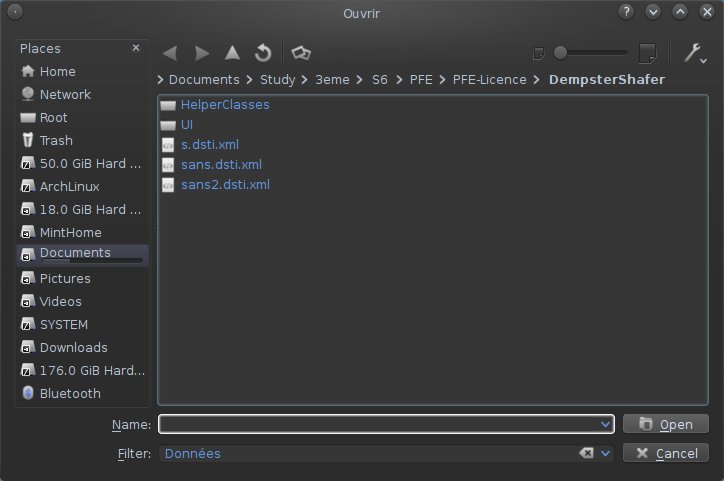 Ouvrir
Places
Home
Network
Root
Trash
50.0 GiB Hard ...
ArchLinux
18.0 GiB Hard ...
MintHome
Documents
Pictures
Videos
SYSTEM
Downloads
176.0 GiB Hard...
Bluetooth
Documents > Study > 3eme > S6 > PFE > PFE-Licence > DempsterShafer
HelperClasses
UI
s.dsti.xml
sans.dsti.xml
sans2.dsti.xml
Name:
Open
Filter: Données
Cancel